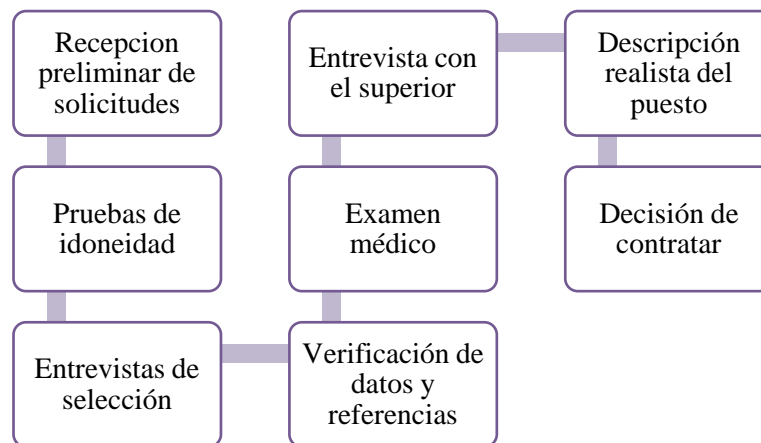 Recepcion
preliminar de
solicitudes
Pruebas de
idoneidad
Entrevistas de
selección
Verificación de
datos y
referencias
Examen
médico
Entrevista con
el superior
Descripción
realista del
puesto
Decisión de
contratar